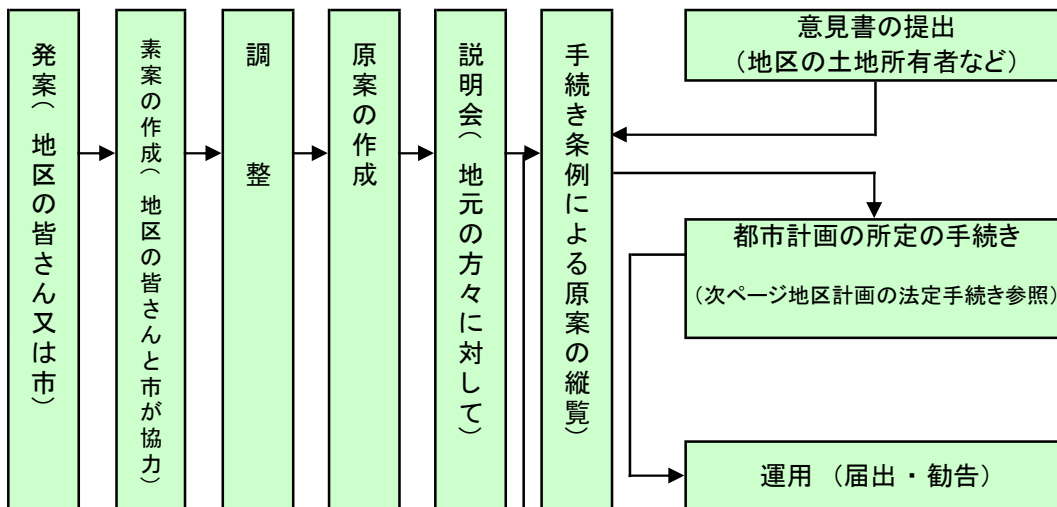 発案（地区の皆さん又は市）
素案の作成（地区の皆さんと市が協力）
調整
原案の作成
説明会（地元の方々に対して）
手続き条例による原案の縦覧）
意見書の提出
（地区の土地所有者など）
都市計画の所定の手続き
（次ページ地区計画の法定手続き参照）
運用 （届出・勧告）